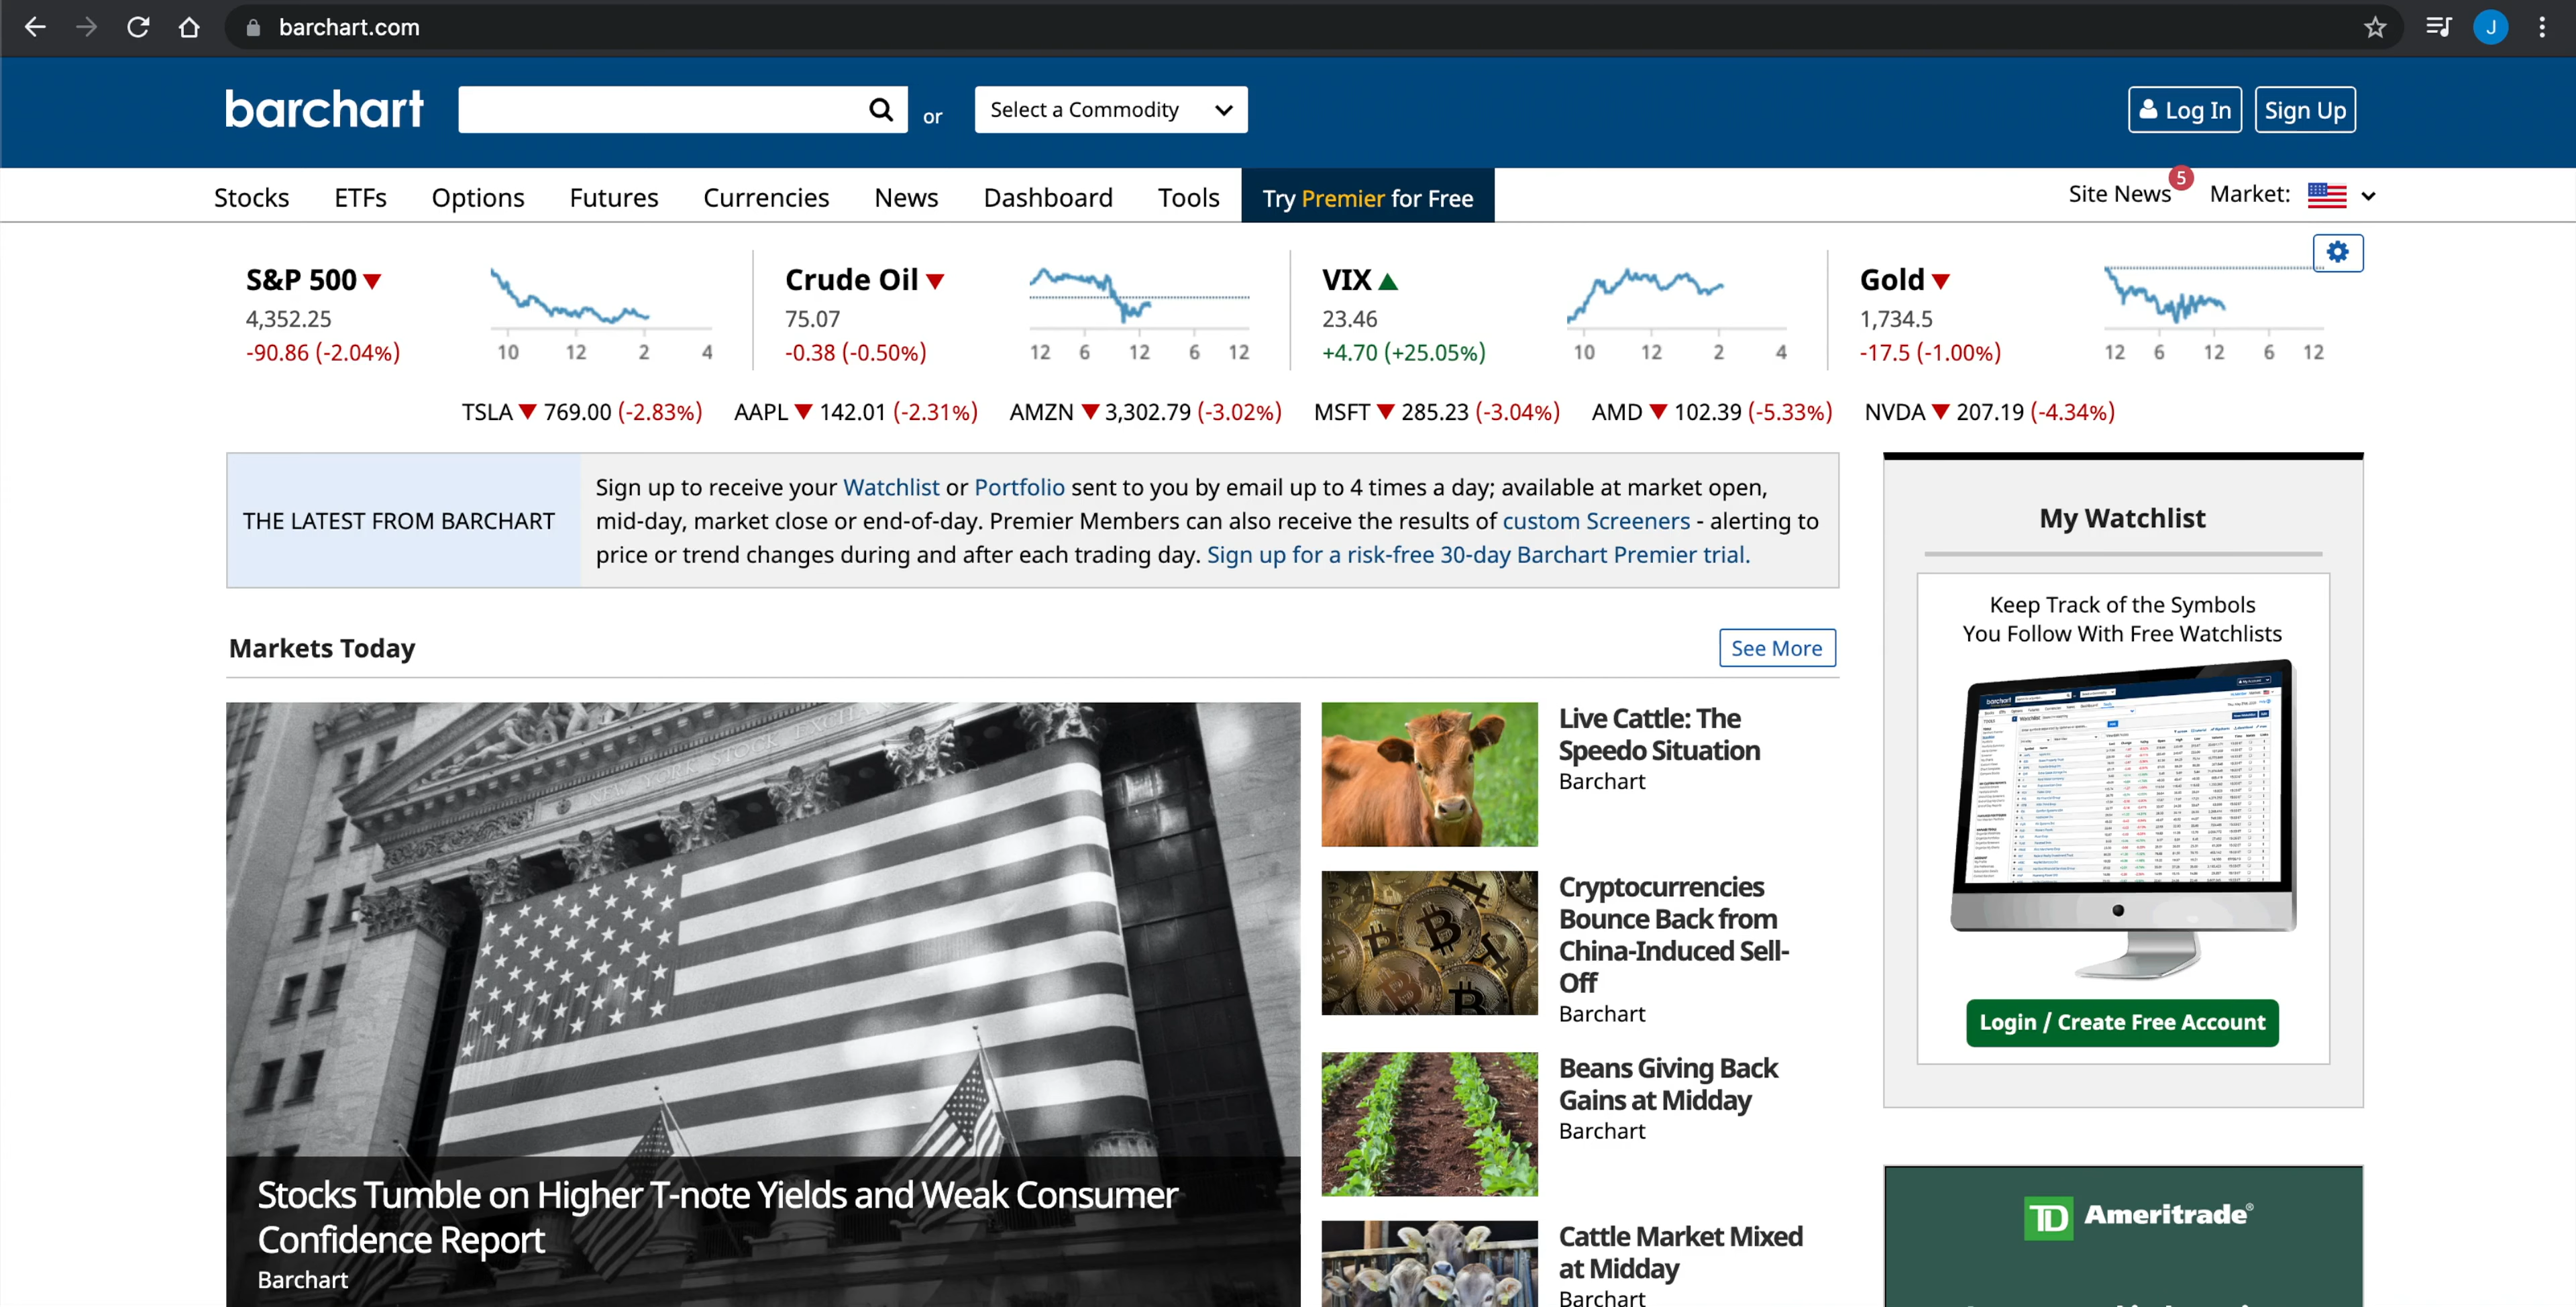 barchart.com
J
barchart
or
Select a Commodity
Log In
Sign Up
Stocks
ETFs
Options
Futures
Currencies
News
Dashboard
Tools
Try Premier for Free
Site News
5
Market:
S&P 500
4,352.25
-90.86 (-2.04%)
10 12 2 4
Crude Oil
75.07
-0.38 (-0.50%)
12 6 12 6 12
VIX
23.46
+4.70 (+25.05%)
10 12 2 4
Gold
1,734.5
-17.5 (-1.00%)
12 6 12 6 12
TSLA 769.00 (-2.83%)
AAPL 142.01 (-2.31%)
AMZN 3,302.79 (-3.02%)
MSFT 285.23 (-3.04%)
AMD 102.39 (-5.33%)
NVDA 207.19 (-4.34%)
THE LATEST FROM BARCHART
Sign up to receive your Watchlist or Portfolio sent to you by email up to 4 times a day; available at market open,
mid-day, market close or end-of-day. Premier Members can also receive the results of custom Screeners - alerting to
price or trend changes during and after each trading day. Sign up for a risk-free 30-day Barchart Premier trial.
Markets Today
See More
NEW YORK STOCK EXCHANGE
Stocks Tumble on Higher T-note Yields and Weak Consumer
Confidence Report
Barchart
Live Cattle: The
Speedo Situation
Barchart
Cryptocurrencies
Bounce Back from
China-Induced Sell-
Off
Barchart
Beans Giving Back
Gains at Midday
Barchart
Cattle Market Mixed
at Midday
Barchart
My Watchlist
Keep Track of the Symbols
You Follow With Free Watchlists
barchart
Login / Create Free Account
TD Ameritrade®